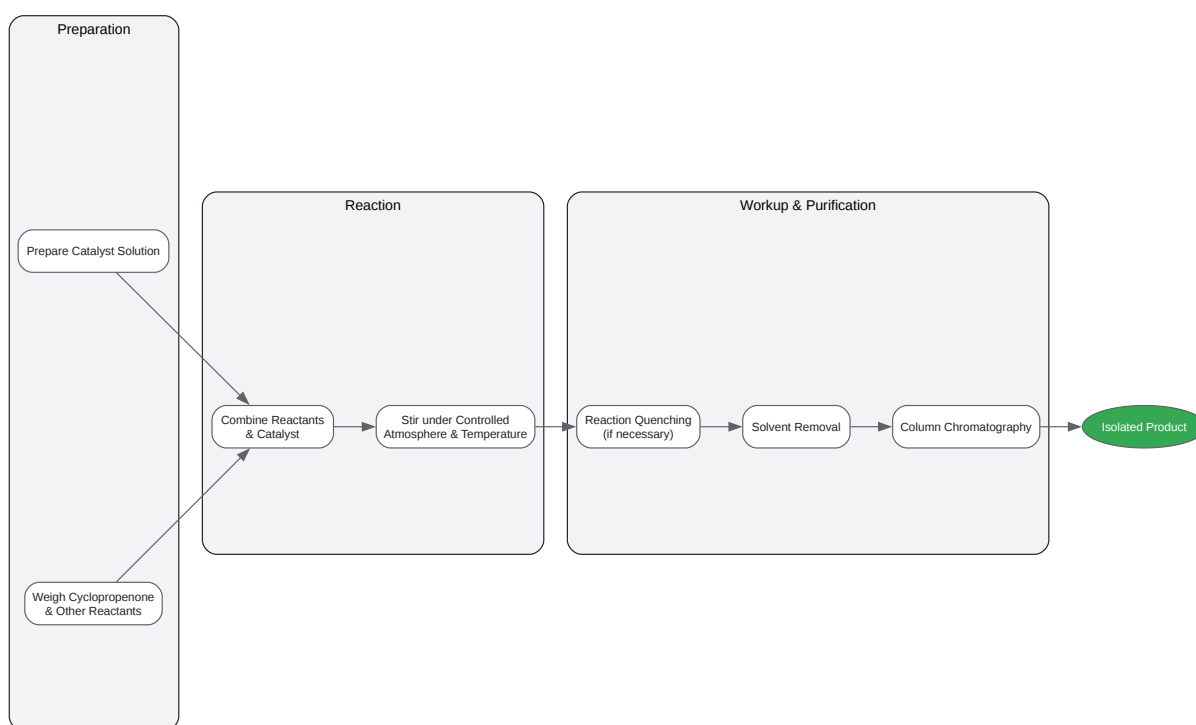 Preparation
Prepare Catalyst Solution
Weigh Cyclopropenone
& Other Reactants
Reaction
Combine Reactants
& Catalyst
Stir under Controlled
Atmosphere & Temperature
Workup & Purification
Reaction Quenching
(if necessary)
Solvent Removal
Column Chromatography
Isolated Product